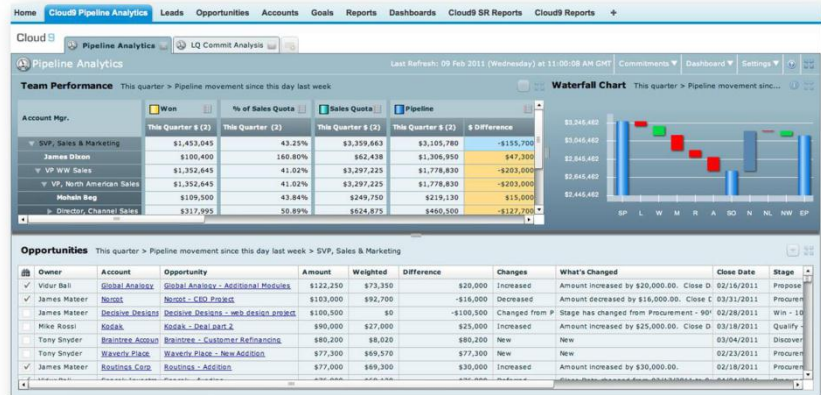 Home Cloud9 Pipeline Analytics Leads Opportunities Accounts Goals Reports Dashboards Cloud9 SR Reports Cloud9 Reports +
Cloud9 Pipeline Analytics LQ Commit Analysis
Pipeline Analytics Last Refresh: 09 Feb 2011 (Wednesday) at 11:00:08 AM GMT Commitments Dashboard Settings
Team Performance This quarter > Pipeline movement since this day last week
Waterfall Chart This quarter > Pipeline movement sinc...
Account Mgr. Won % of Sales Quota Sales Quota Pipeline
This Quarter $ (2) This Quarter (2) This Quarter $ (2) This Quarter $ (2) $ Difference
SVP, Sales & Marketing $1,453,045 43.25% $3,359,663 $3,105,780 -$155,700
James Dixon $100,400 160.80% $62,438 $1,306,950 $47,300
VP WW Sales $1,352,645 41.02% $3,297,225 $1,778,830 -$203,000
VP, North American Sales $1,352,645 41.02% $3,297,225 $1,778,830 -$203,000
Mohsin Beg $109,500 43.84% $249,750 $219,130 $15,000
Director, Channel Sales $317,995 50.89% $624,875 $460,500 -$127,700
$3,245,462
$3,045,462
$2,845,462
$2,645,462
$2,445,462
SP L W M R A SO N NL NW EP
Opportunities This quarter > Pipeline movement since this day last week > SVP, Sales & Marketing
Owner Account Opportunity Amount Weighted Difference Changes What's Changed Close Date Stage
Vidur Bali Global Analogy Global Analogy - Additional Modules $122,250 $73,350 $20,000 Increased Amount increased by $20,000.00. Close D 02/16/2011 Propose
James Mateer Norcot Norcot - CEO Project $103,000 $92,700 -$16,000 Decreased Amount decreased by $16,000.00. Close D 03/31/2011 Procuren
James Mateer Decisive Designs Decisive Designs - web design project $100,500 $0 -$100,500 Changed from P Stage has changed from Procurement - 90% 02/28/2011 Win - 10
Mike Rossi Kodak Kodak - Deal part 2 $90,000 $27,000 $25,000 Increased Amount increased by $25,000.00. Close D 03/18/2011 Qualify -
Tony Snyder Braintree Accoun Braintree - Customer Refinancing $80,200 $8,020 $80,200 New New 03/04/2011 Discover
Tony Snyder Waverly Place Waverly Place - New Addition $77,300 $69,570 $77,300 New New 02/23/2011 Procuren
James Mateer Routings Corp Routings - Addition $77,000 $69,300 $30,000 Increased Amount increased by $30,000.00. 02/18/2011 Procuren